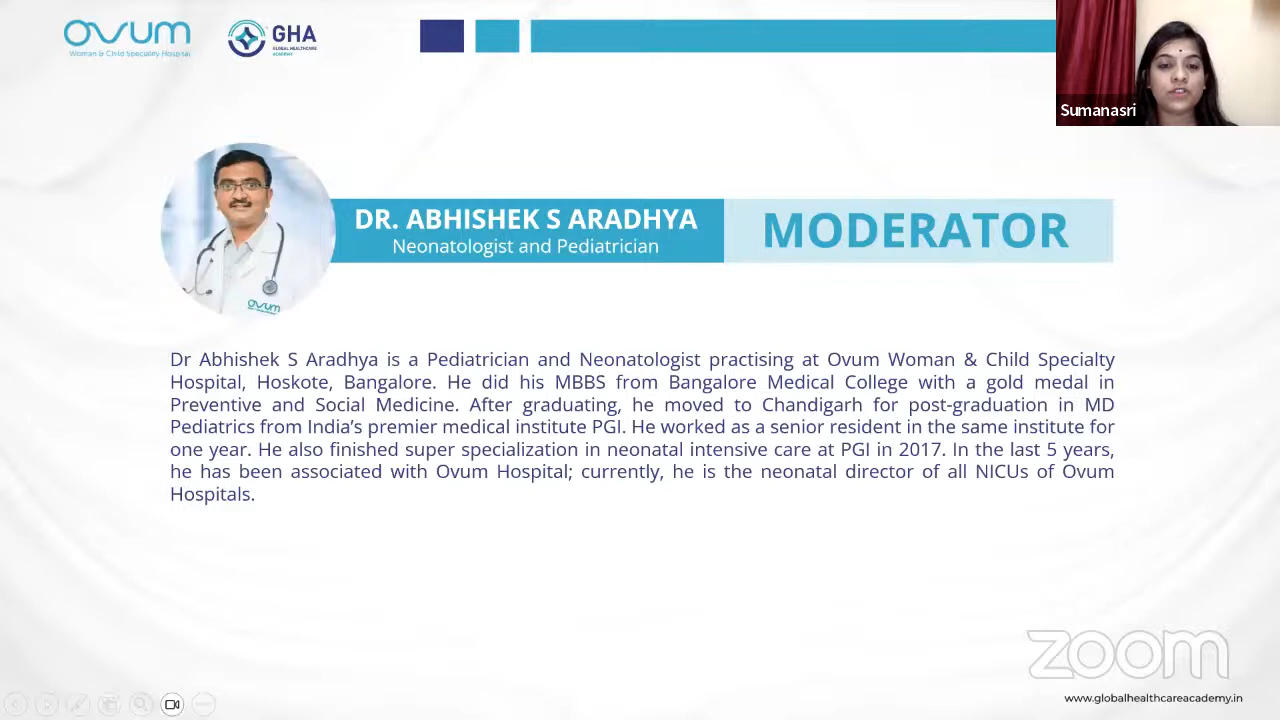 ovum
Woman & Child Speciality Hospital
GHA
GLOBAL HEALTHCARE
ACADEMY
Sumanasri
DR. ABHISHEK S ARADHYA
Neonatologist and Pediatrician
MODERATOR
ovum
Dr Abhishek S Aradhya is a Pediatrician and Neonatologist practising at Ovum Woman & Child Specialty
Hospital, Hoskote, Bangalore. He did his MBBS from Bangalore Medical College with a gold medal in
Preventive and Social Medicine. After graduating, he moved to Chandigarh for post-graduation in MD
Pediatrics from India’s premier medical institute PGI. He worked as a senior resident in the same institute for
one year. He also finished super specialization in neonatal intensive care at PGI in 2017. In the last 5 years,
he has been associated with Ovum Hospital; currently, he is the neonatal director of all NICUs of Ovum
Hospitals.
zoom
www.globalhealthcareacademy.in